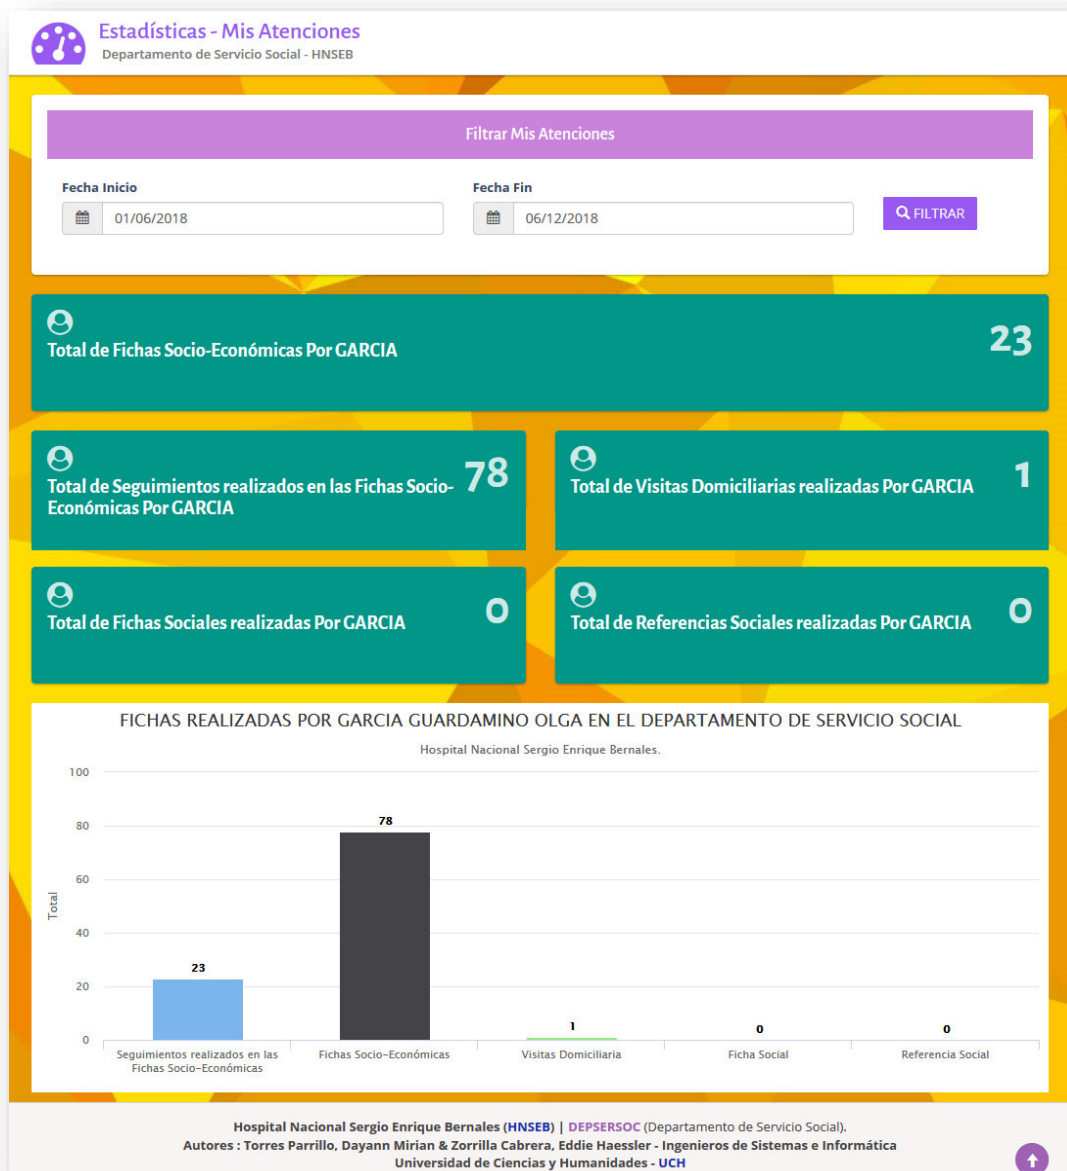 Estadísticas - Mis Atenciones
Departamento de Servicio Social - HNSEB
Filtrar Mis Atenciones
Fecha Inicio
01/06/2018
Fecha Fin
06/12/2018
FILTRAR
Total de Fichas Socio-Económicas Por GARCIA
23
Total de Seguimientos realizados en las Fichas Socio-
Económicas Por GARCIA
78
Total de Visitas Domiciliarias realizadas Por GARCIA
1
Total de Fichas Sociales realizadas Por GARCIA
0
Total de Referencias Sociales realizadas Por GARCIA
0
FICHAS REALIZADAS POR GARCIA GUARDAMINO OLGA EN EL DEPARTAMENTO DE SERVICIO SOCIAL
Hospital Nacional Sergio Enrique Bernales.
Total
100
80
60
40
20
0
23
78
1
0
0
Seguimientos realizados en las
Fichas Socio-Económicas
Fichas Socio-Económicas
Visitas Domiciliaria
Ficha Social
Referencia Social
Hospital Nacional Sergio Enrique Bernales (HNSEB) | DEPSERSOC (Departamento de Servicio Social).
Autores : Torres Parrillo, Dayann Mirian & Zorrilla Cabrera, Eddie Haessler - Ingenieros de Sistemas e Informática
Universidad de Ciencias y Humanidades - UCH